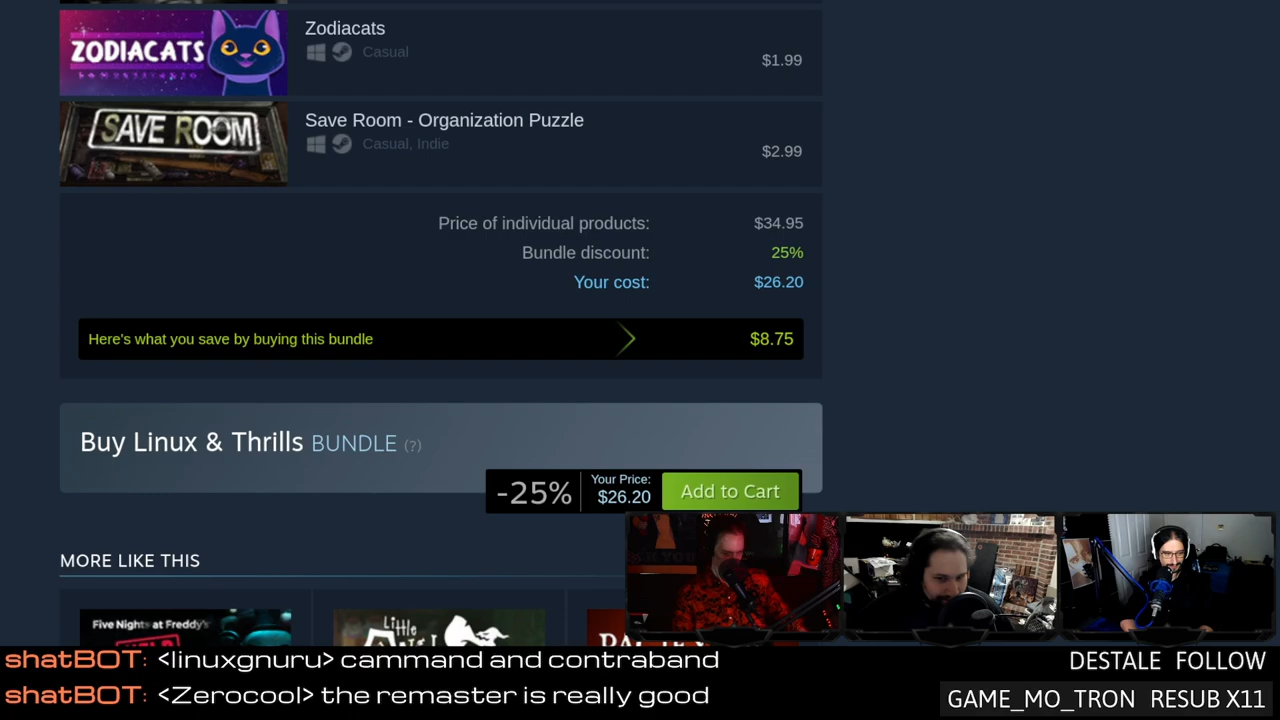 ZODIACATS
Zodiacats
Casual
$1.99
SAVE ROOM
Save Room - Organization Puzzle
Casual, Indie
$2.99
Price of individual products: $34.95
Bundle discount: 25%
Your cost: $26.20
Here's what you save by buying this bundle $8.75
Buy Linux & Thrills BUNDLE (?)
-25%
Your Price:
$26.20
Add to Cart
MORE LIKE THIS
Five Nights at Freddy's
Little
shatBOT: <linuxgnuru> cammand and contraband
shatBOT: <Zerocool> the remaster is really good
DESTALE FOLLOW
GAME_MO_TRON RESUB X11